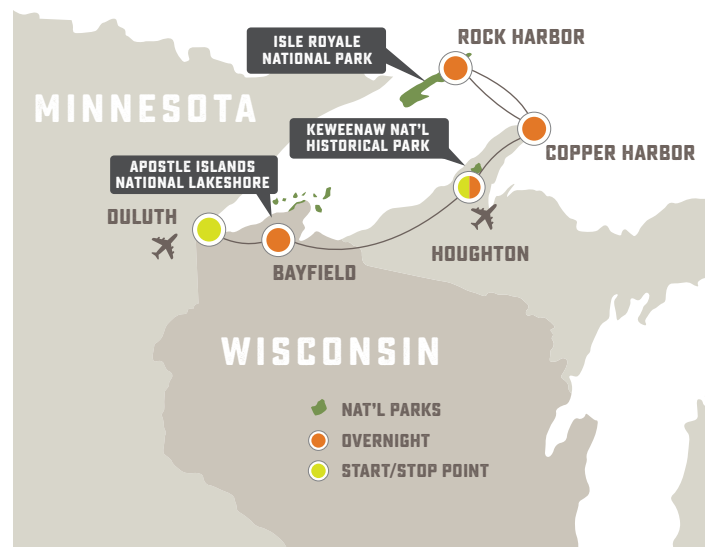 ISLE ROYALE
NATIONAL PARK
ROCK HARBOR
MINNESOTA
KEWEENAW NAT'L
HISTORICAL PARK
COPPER HARBOR
APOSTLE ISLANDS
NATIONAL LAKESHORE
DULUTH
HOUGHTON
BAYFIELD
WISCONSIN
NAT'L PARKS
OVERNIGHT
START/STOP POINT